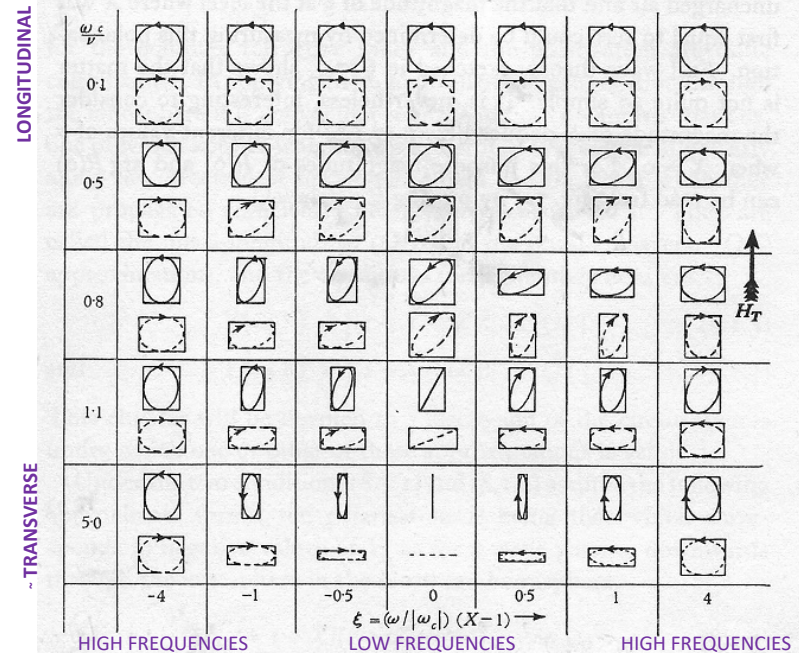 LONGITUDINAL
~ TRANSVERSE
ω_c/ν
0·1
0·5
0·8
1·1
5·0
H_T
−4 −1 −0·5 0 0·5 1 4
ξ = (ω/|ω_c|) (X−1) →
HIGH FREQUENCIES LOW FREQUENCIES HIGH FREQUENCIES